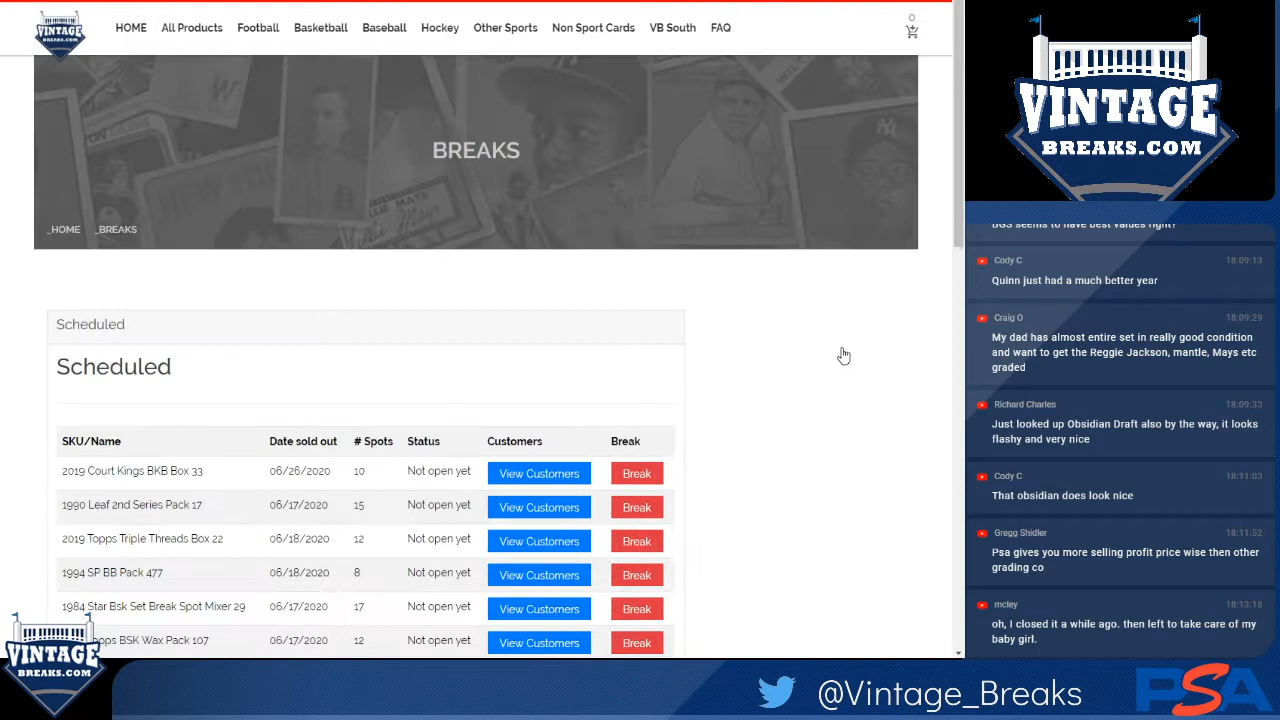 VINTAGE
BREAKS.COM
HOME All Products Football Basketball Baseball Hockey Other Sports Non Sport Cards VB South FAQ
0
BREAKS
_HOME _BREAKS
Scheduled
Scheduled
SKU/Name Date sold out # Spots Status Customers Break
2019 Court Kings BKB Box 33 06/26/2020 10 Not open yet View Customers Break
1990 Leaf 2nd Series Pack 17 06/17/2020 15 Not open yet View Customers Break
2019 Topps Triple Threads Box 22 06/18/2020 12 Not open yet View Customers Break
1994 SP BB Pack 477 06/18/2020 8 Not open yet View Customers Break
1984 Star Bsk Set Break Spot Mixer 29 06/17/2020 17 Not open yet View Customers Break
opps BSK Wax Pack 107 06/17/2020 12 Not open yet View Customers Break
VINTAGE
BREAKS.COM
VINTAGE
BREAKS.COM
BGS seems to have best values right?
Cody C 18:09:13
Quinn just had a much better year
Craig O 18:09:29
My dad has almost entire set in really good condition
and want to get the Reggie Jackson, mantle, Mays etc
graded
Richard Charles 18:09:33
Just looked up Obsidian Draft also by the way, it looks
flashy and very nice
Cody C 18:11:03
That obsidian does look nice
Gregg Shidler 18:11:52
Psa gives you more selling profit price wise then other
grading co
mcley 18:13:18
oh, I closed it a while ago. then left to take care of my
baby girl.
@Vintage_Breaks
PSA